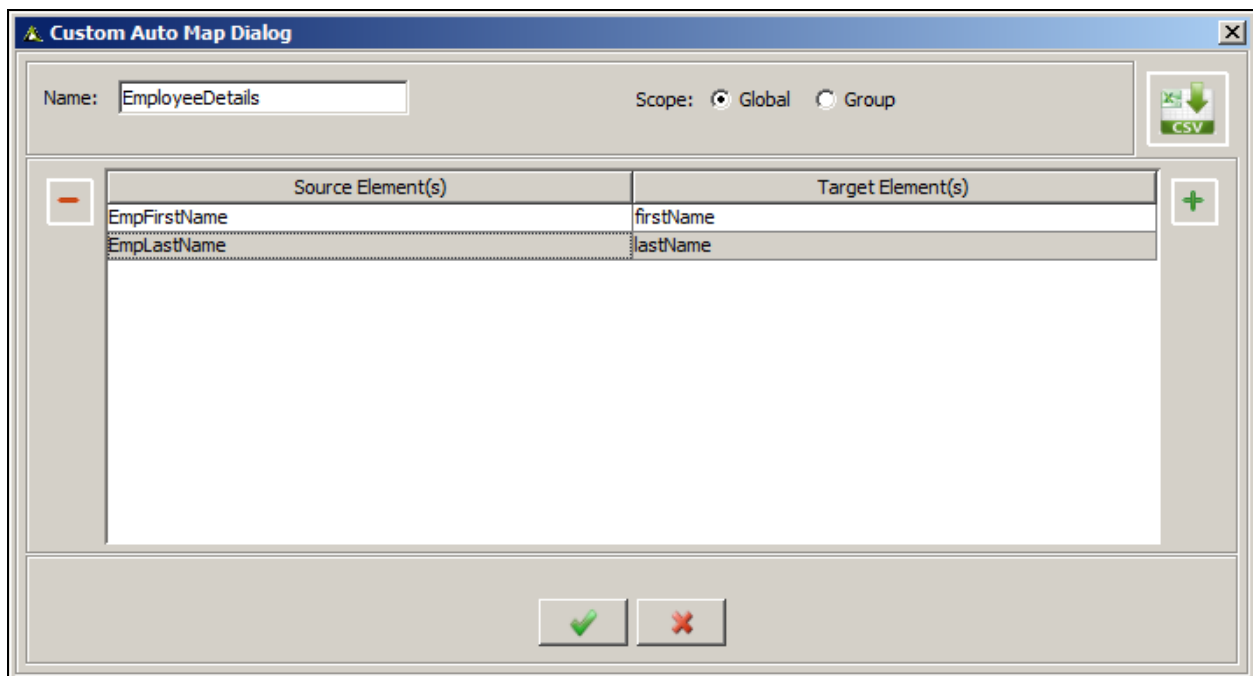 Custom Auto Map Dialog
Name: EmployeeDetails Scope: Global Group
CSV
Source Element(s) Target Element(s)
EmpFirstName firstName
EmpLastName lastName